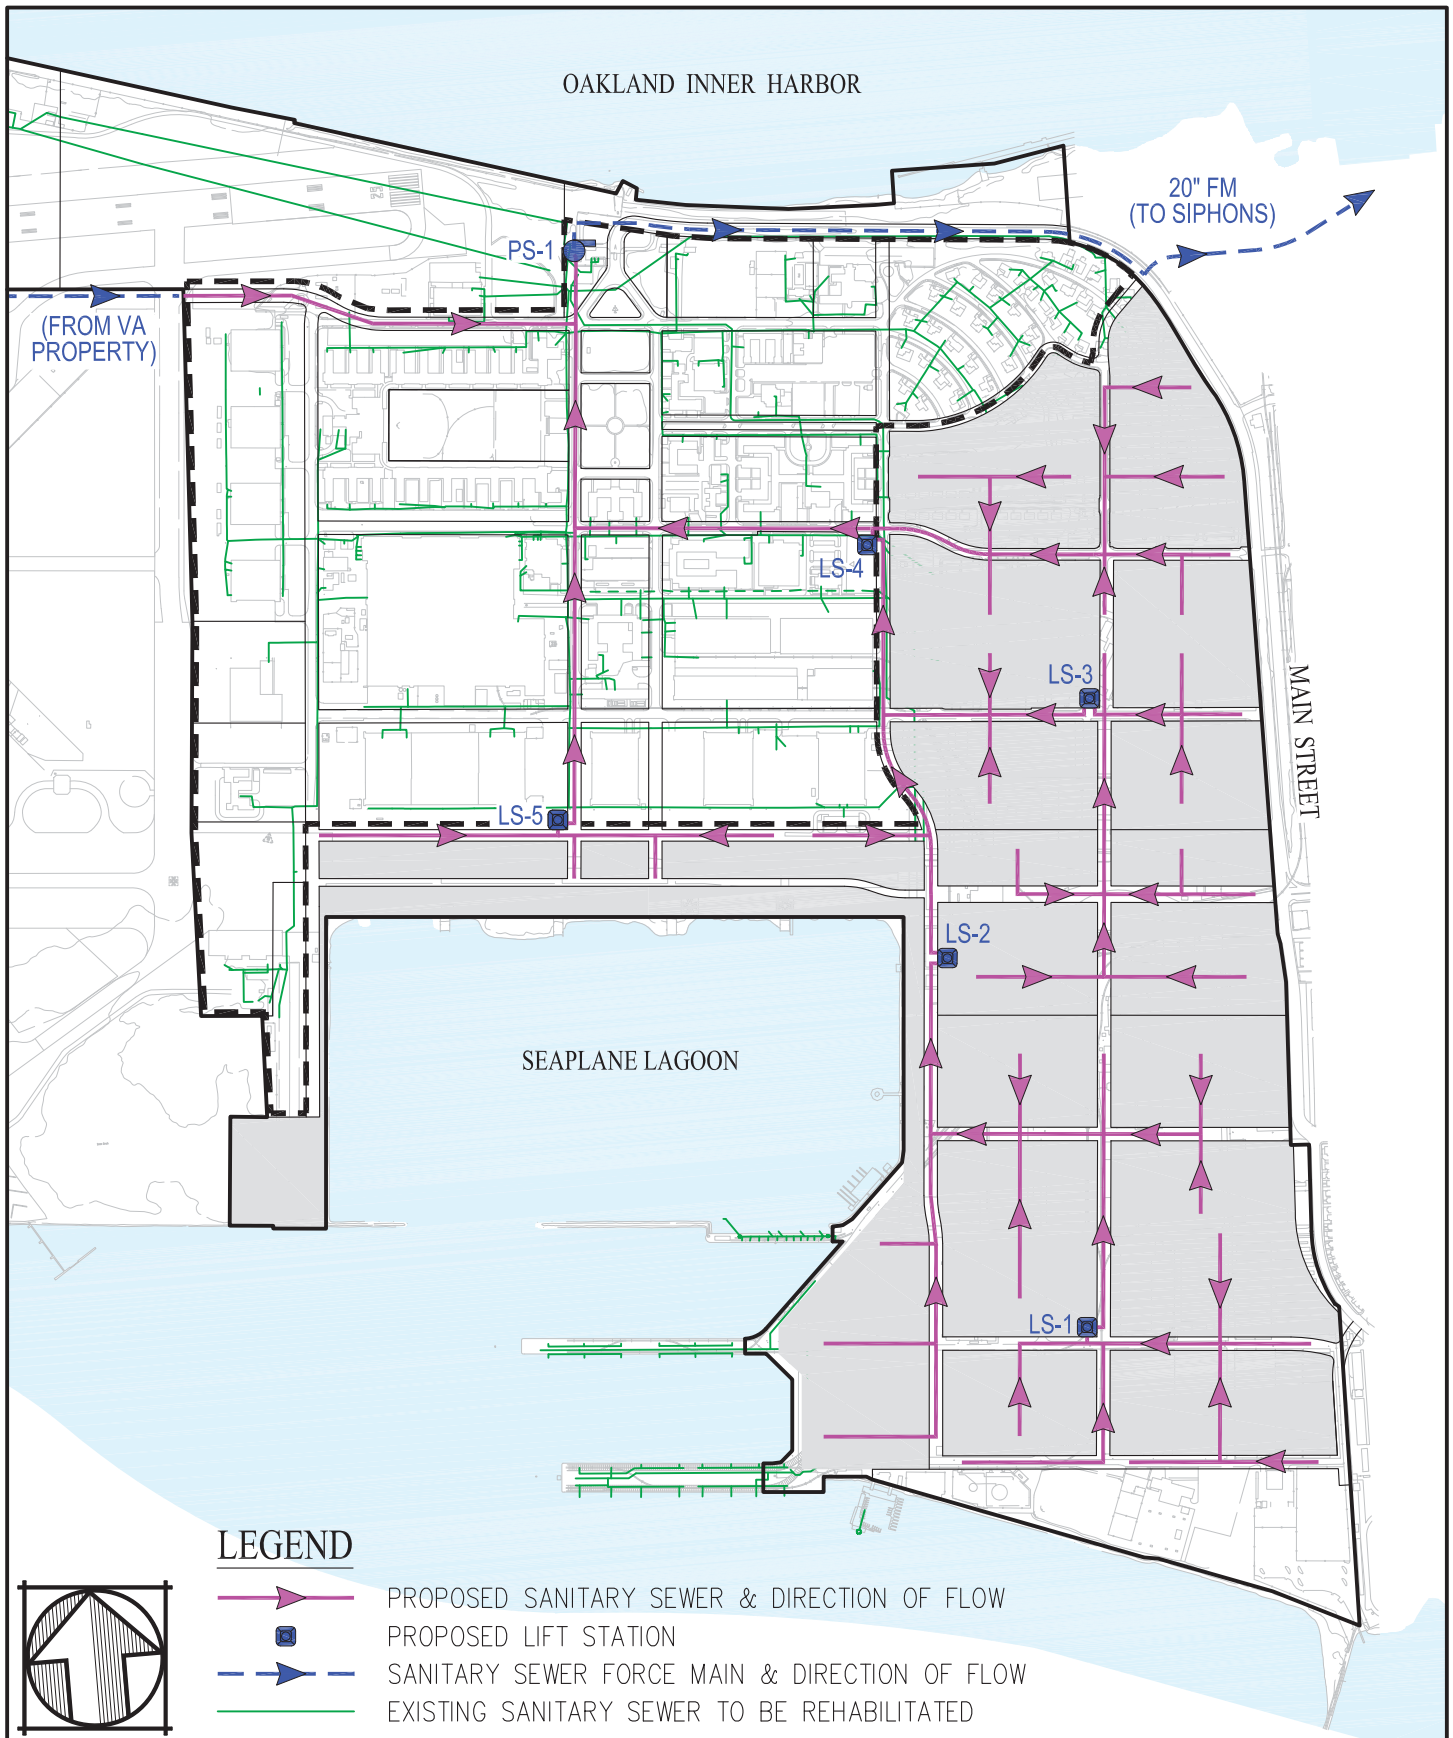 OAKLAND INNER HARBOR
20" FM
(TO SIPHONS)
PS-1
(FROM VA
PROPERTY)
LS-4
LS-3
MAIN STREET
LS-5
LS-2
SEAPLANE LAGOON
LS-1
LEGEND
PROPOSED SANITARY SEWER & DIRECTION OF FLOW
PROPOSED LIFT STATION
SANITARY SEWER FORCE MAIN & DIRECTION OF FLOW
EXISTING SANITARY SEWER TO BE REHABILITATED